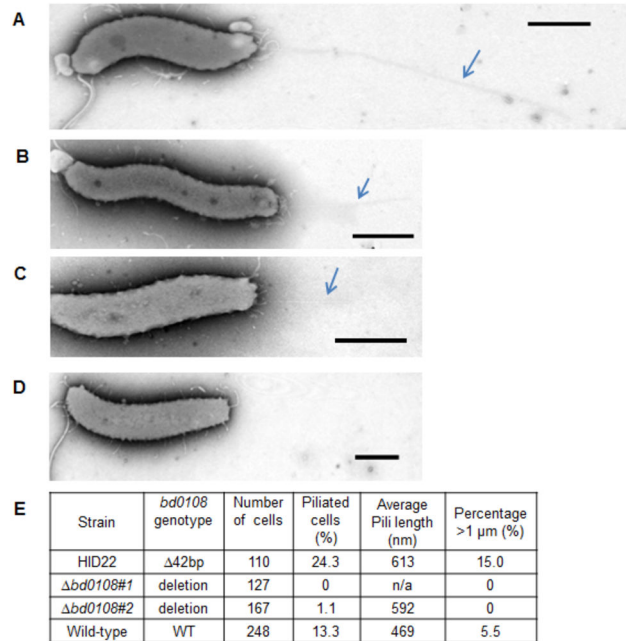 A
B
C
D
E
Strain bd0108 genotype Number of cells Piliated cells (%) Average Pili length (nm) Percentage >1 µm (%)
HID22 Δ42bp 110 24.3 613 15.0
Δbd0108#1 deletion 127 0 n/a 0
Δbd0108#2 deletion 167 1.1 592 0
Wild-type WT 248 13.3 469 5.5